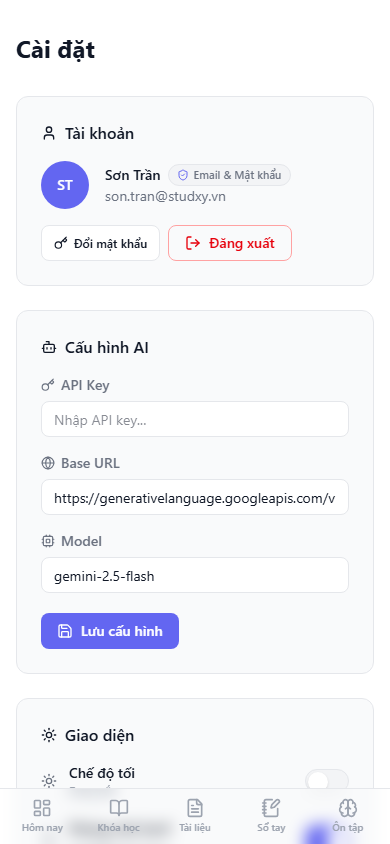 Cài đặt
Tài khoản
ST
Sơn Trần
Email & Mật khẩu
son.tran@studxy.vn
Đổi mật khẩu
Đăng xuất
Cấu hình AI
API Key
Nhập API key...
Base URL
https://generativelanguage.googleapis.com/v
Model
gemini-2.5-flash
Lưu cấu hình
Giao diện
Chế độ tối
Hôm nay
Khóa học
Tài liệu
Sổ tay
Ôn tập